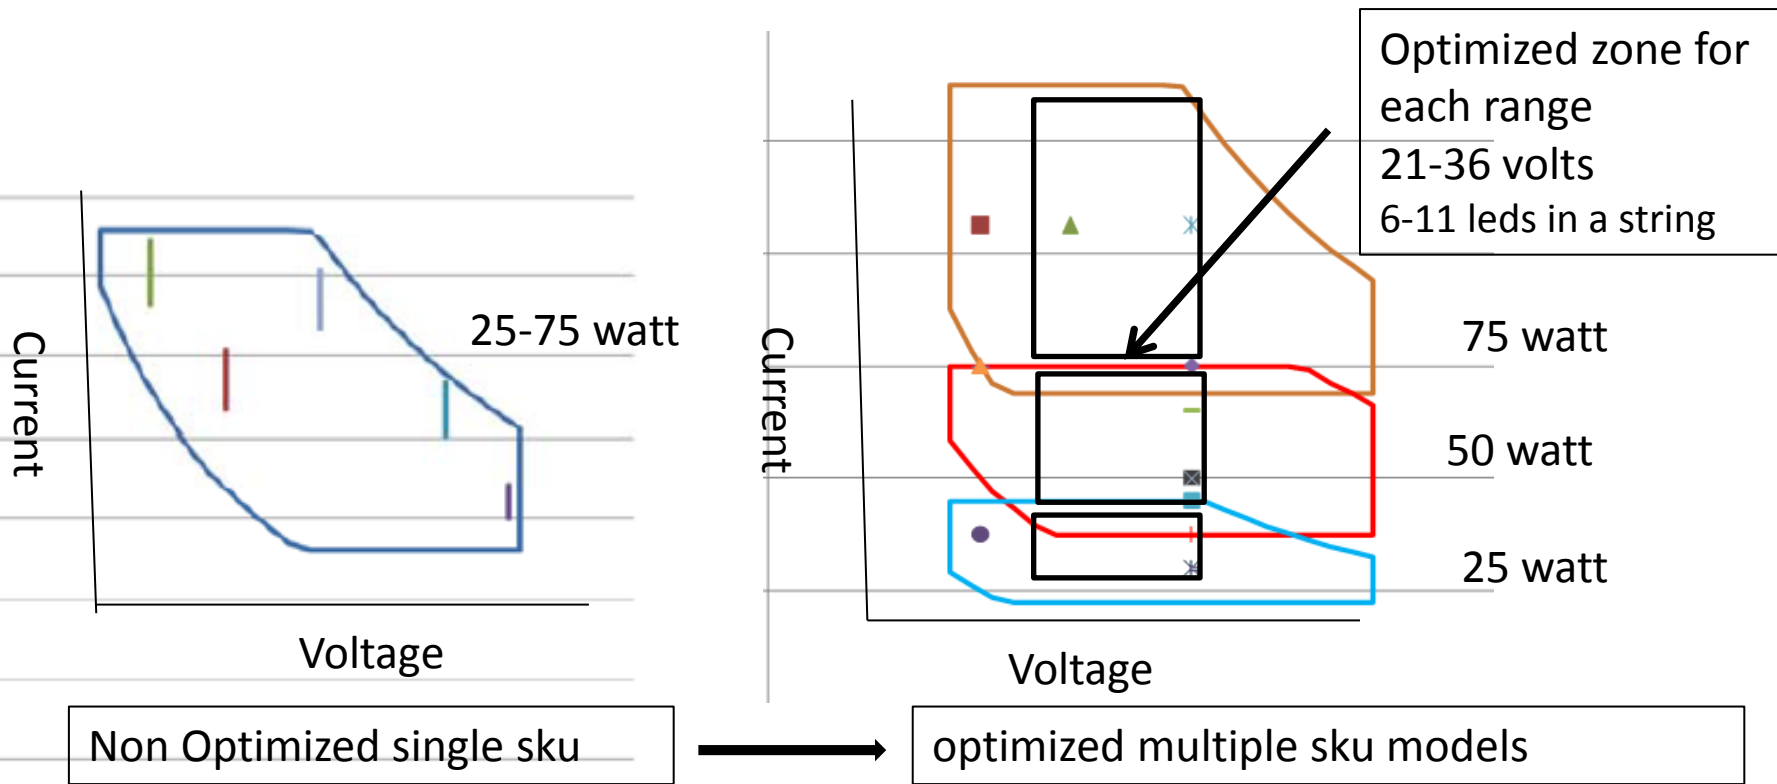 Current
25-75 watt
Voltage
Non Optimized single sku
Optimized zone for
each range
21-36 volts
6-11 leds in a string
Current
75 watt
50 watt
25 watt
Voltage
optimized multiple sku models